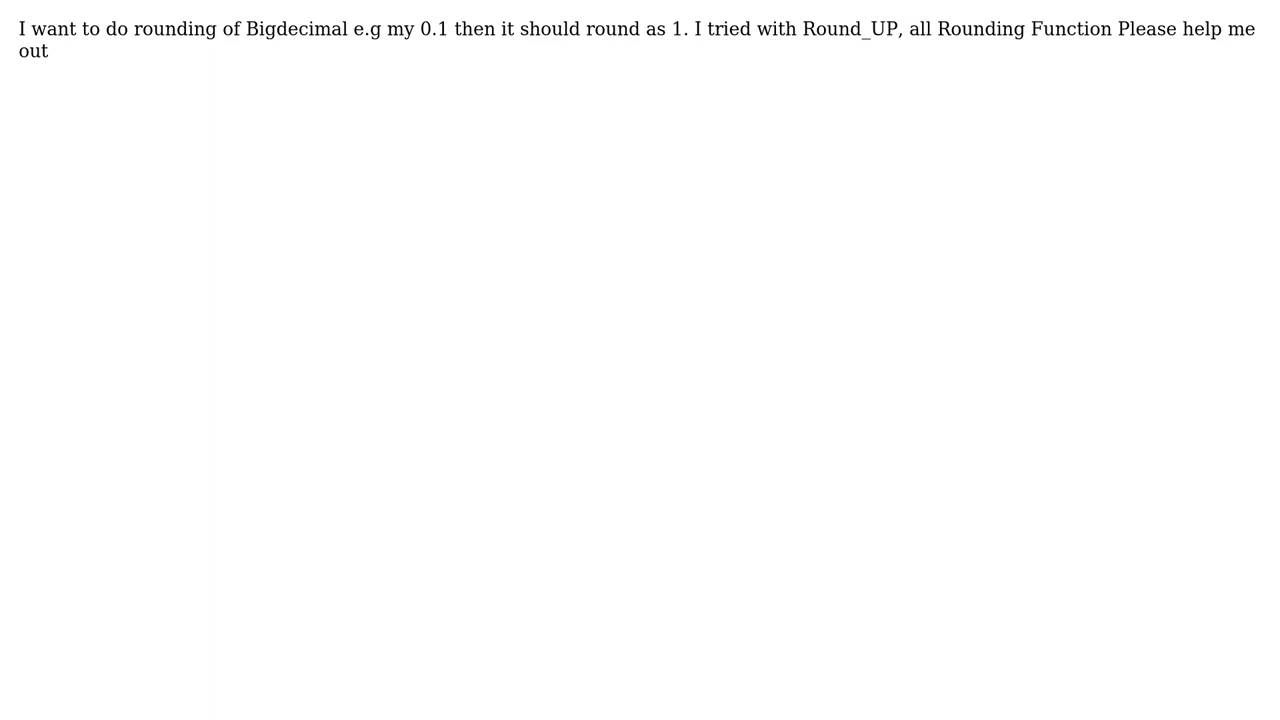 I want to do rounding of Bigdecimal e.g my 0.1 then it should round as 1. I tried with Round_UP, all Rounding Function Please help me
out